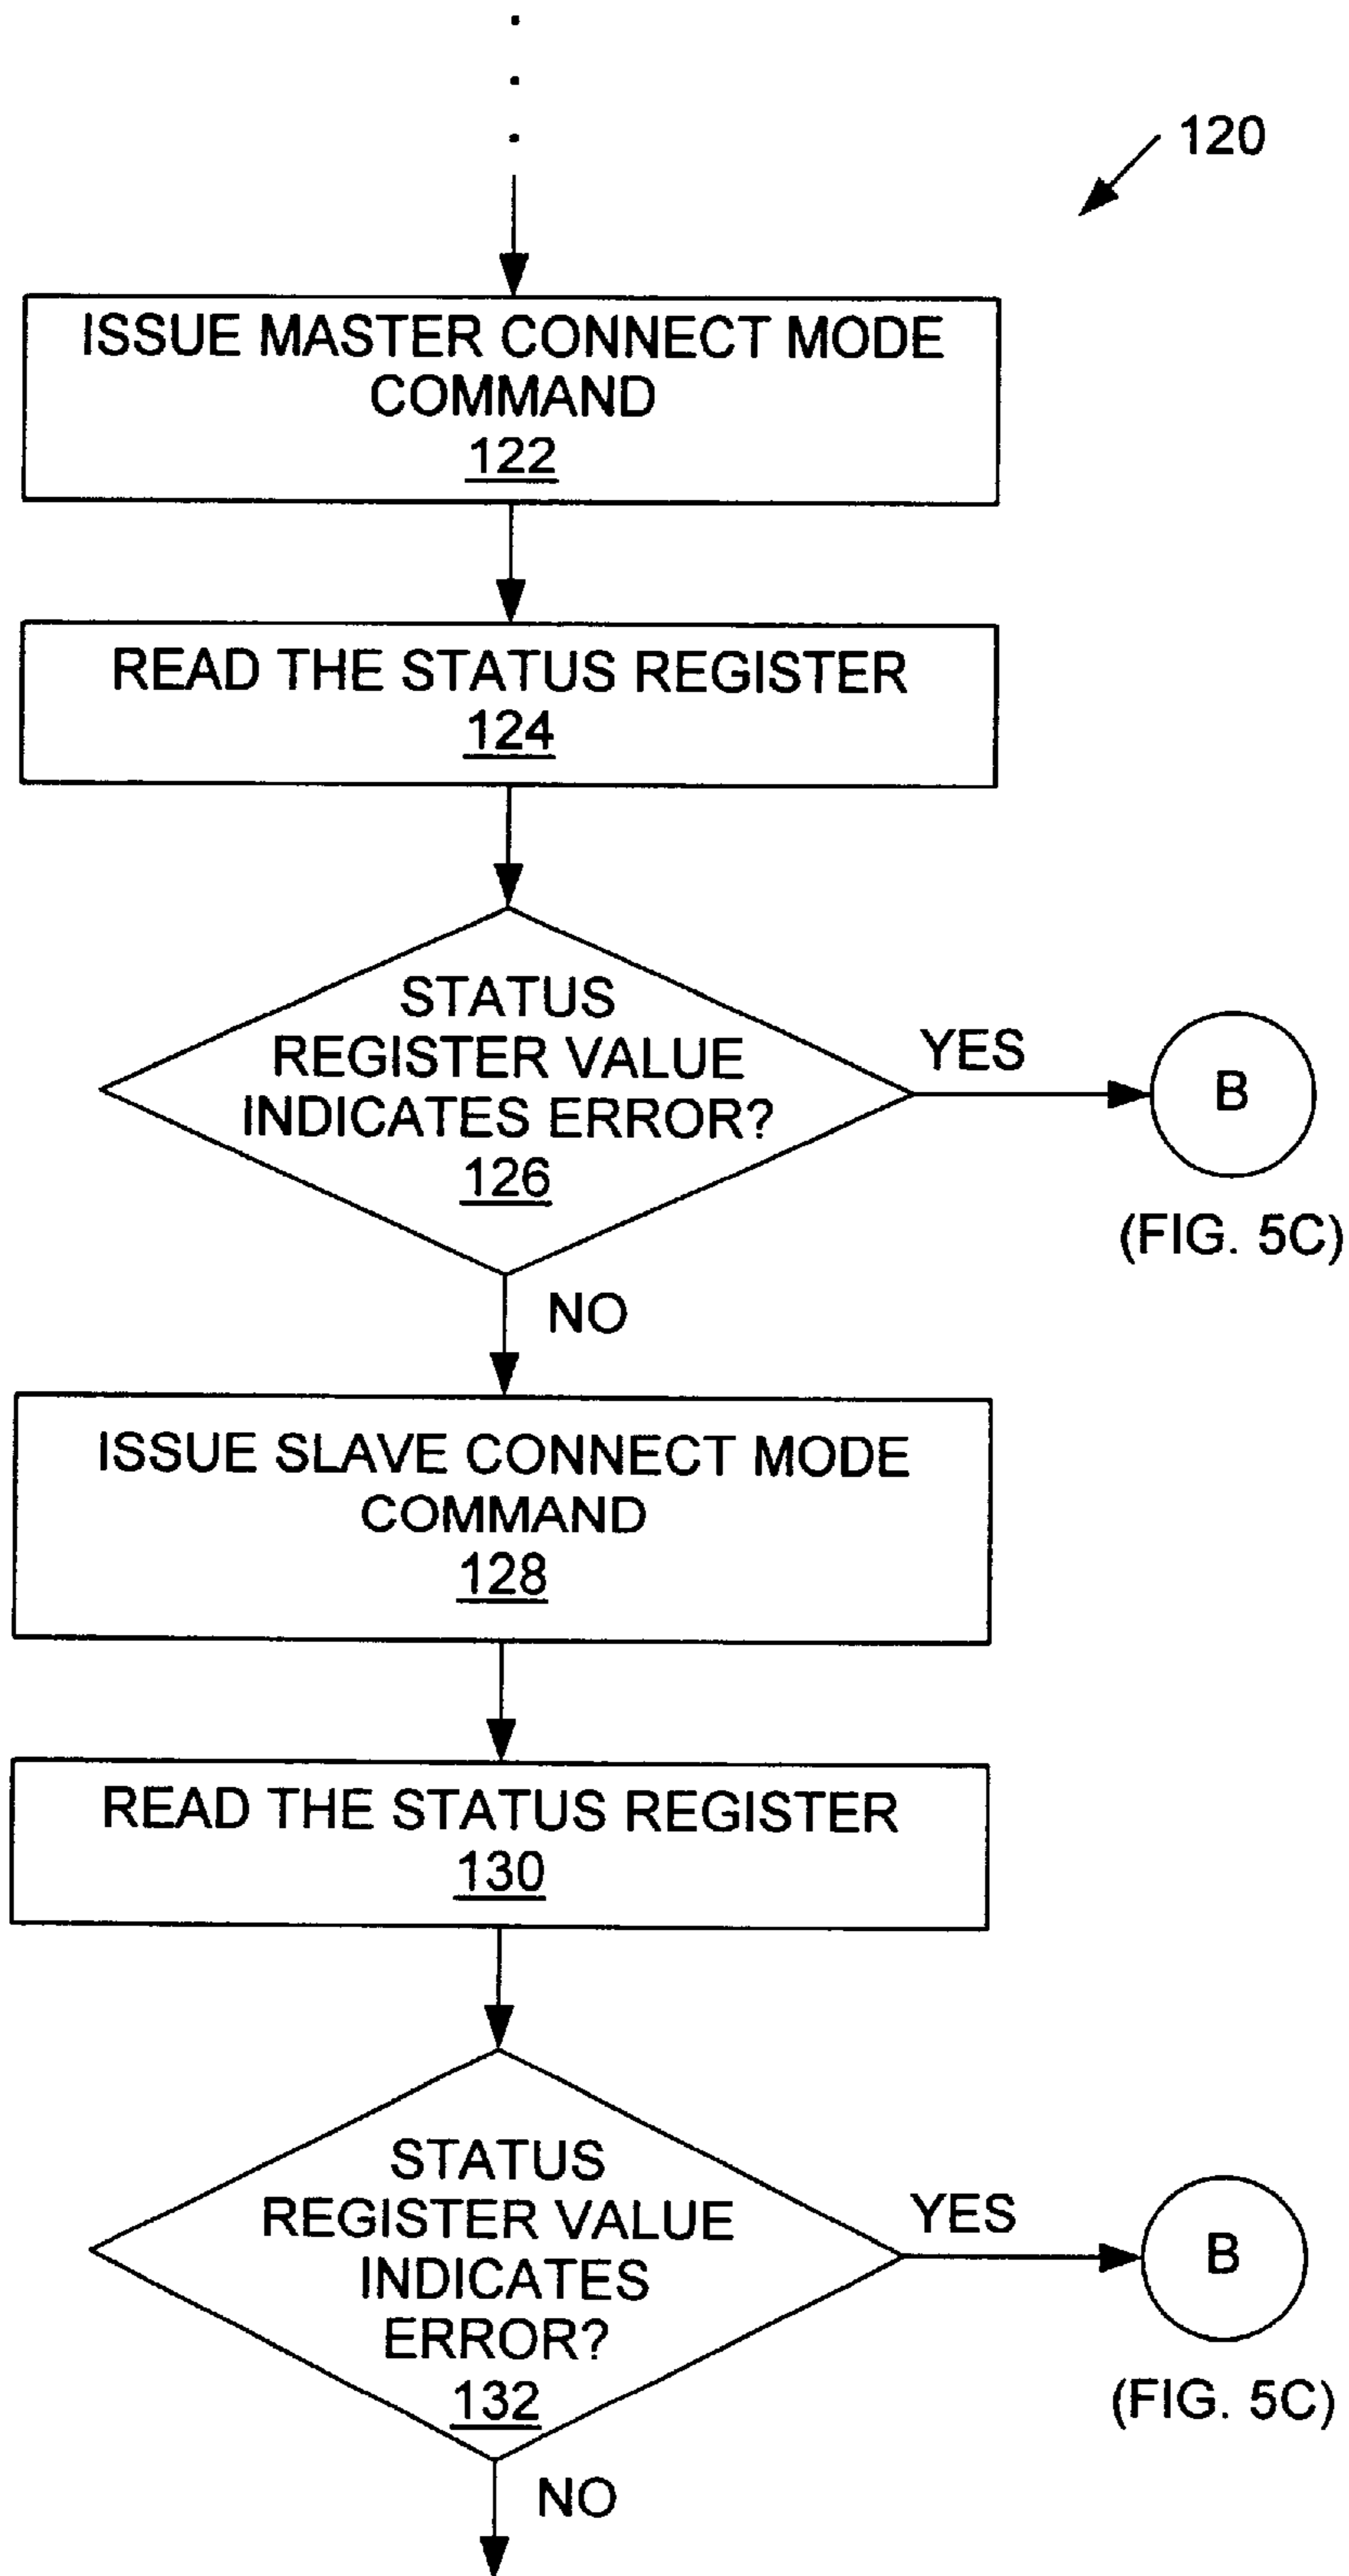 120
ISSUE MASTER CONNECT MODE
COMMAND
122
READ THE STATUS REGISTER
124
STATUS
REGISTER VALUE
INDICATES ERROR?
126
YES
B
(FIG. 5C)
NO
ISSUE SLAVE CONNECT MODE
COMMAND
128
READ THE STATUS REGISTER
130
STATUS
REGISTER VALUE
INDICATES
ERROR?
132
YES
B
(FIG. 5C)
NO